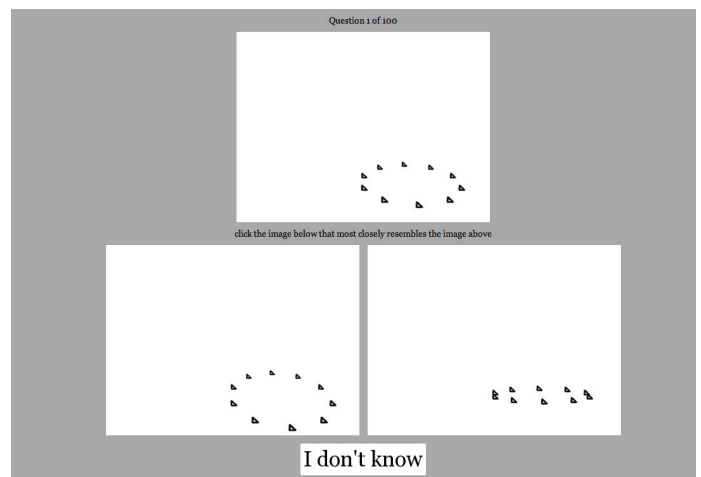 Question 1 of 100
click the image below that most closely resembles the image above
I don't know